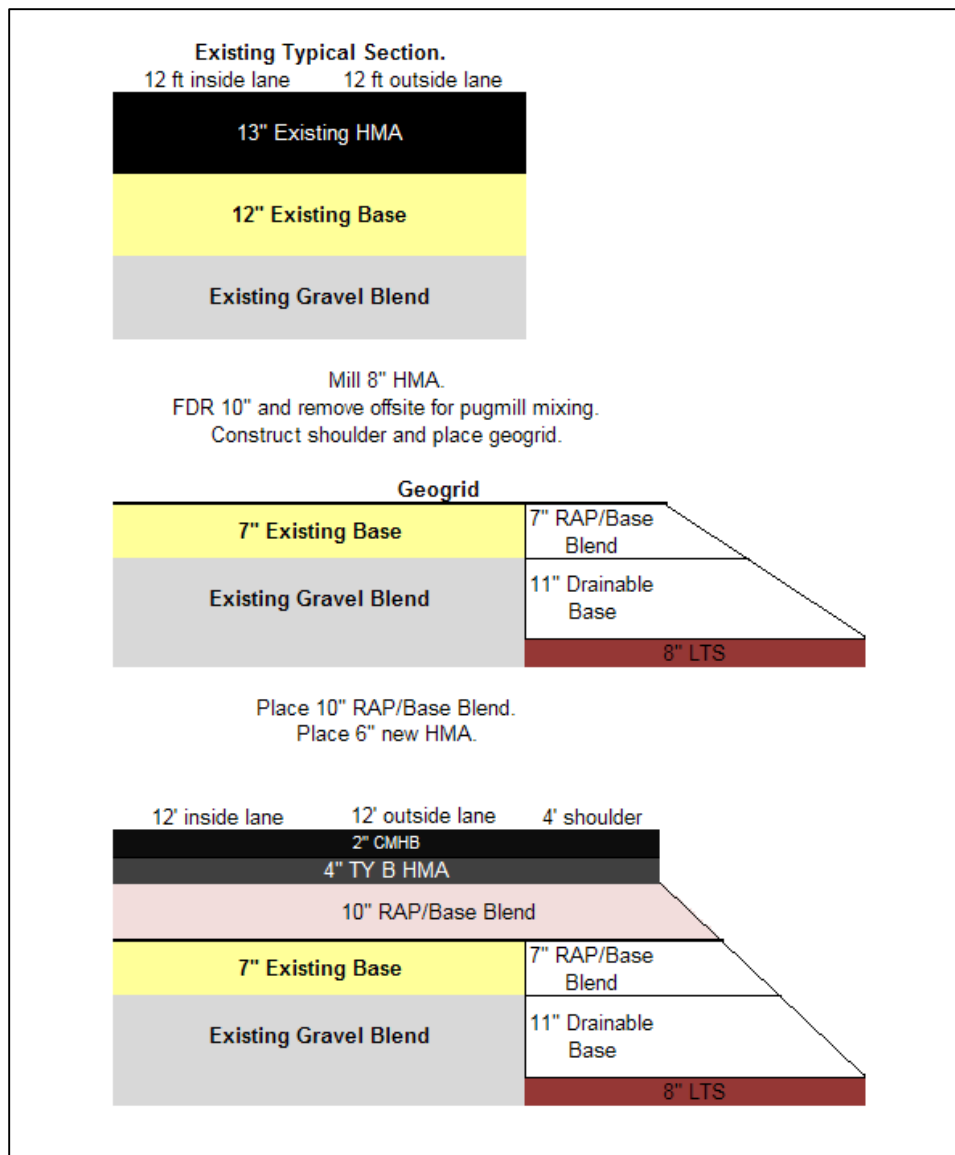 Existing Typical Section.
12 ft inside lane 12 ft outside lane
13" Existing HMA
12" Existing Base
Existing Gravel Blend
Mill 8" HMA.
FDR 10" and remove offsite for pugmill mixing.
Construct shoulder and place geogrid.
Geogrid
7" Existing Base
7" RAP/Base
Blend
Existing Gravel Blend
11" Drainable
Base
8" LTS
Place 10" RAP/Base Blend.
Place 6" new HMA.
12' inside lane 12' outside lane 4' shoulder
2" CMHB
4" TY B HMA
10" RAP/Base Blend
7" Existing Base
7" RAP/Base
Blend
Existing Gravel Blend
11" Drainable
Base
8" LTS